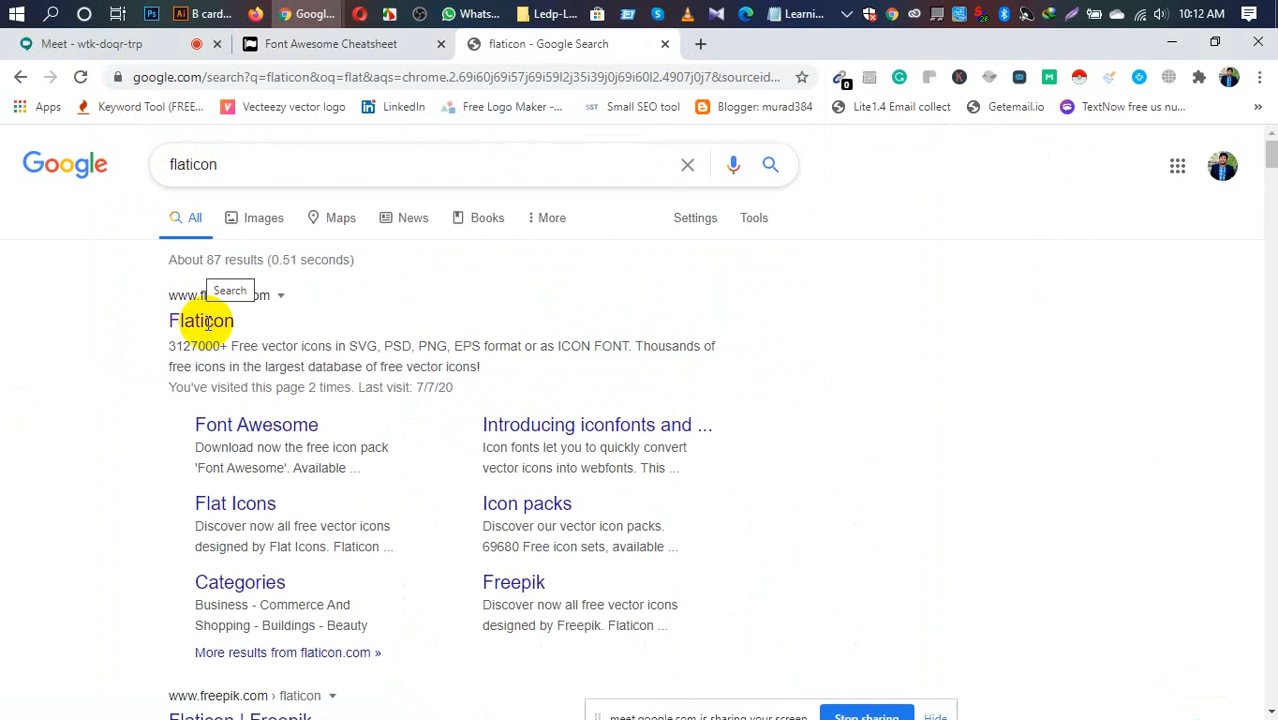 B card...
Googl...
Whats...
Ledp-L...
Learni...
10:12 AM
Meet - wtk-doqr-trp
Font Awesome Cheatsheet
flaticon - Google Search
google.com/search?q=flaticon&oq=flat&aqs=chrome.2.69i60j69i57j69i59l2j35i39j0j69i60l2.4907j0j7&sourceid...
Apps
Keyword Tool (FREE...
Vecteezy vector logo
LinkedIn
Free Logo Maker -...
SST Small SEO tool
Blogger: murad384
Lite1.4 Email collect
Getemail.io
TextNow free us nu...
Google
flaticon
All
Images
Maps
News
Books
More
Settings
Tools
About 87 results (0.51 seconds)
Search
Flaticon
3127000+ Free vector icons in SVG, PSD, PNG, EPS format or as ICON FONT. Thousands of
free icons in the largest database of free vector icons!
You've visited this page 2 times. Last visit: 7/7/20
Font Awesome
Download now the free icon pack
'Font Awesome'. Available ...
Introducing iconfonts and ...
Icon fonts let you to quickly convert
vector icons into webfonts. This ...
Flat Icons
Discover now all free vector icons
designed by Flat Icons. Flaticon ...
Icon packs
Discover our vector icon packs.
69680 Free icon sets, available ...
Categories
Business - Commerce And
Shopping - Buildings - Beauty
Freepik
Discover now all free vector icons
designed by Freepik. Flaticon ...
More results from flaticon.com »
www.freepik.com › flaticon
Flaticon | Freepik
meet.google.com is sharing your screen.
Stop sharing
Hide